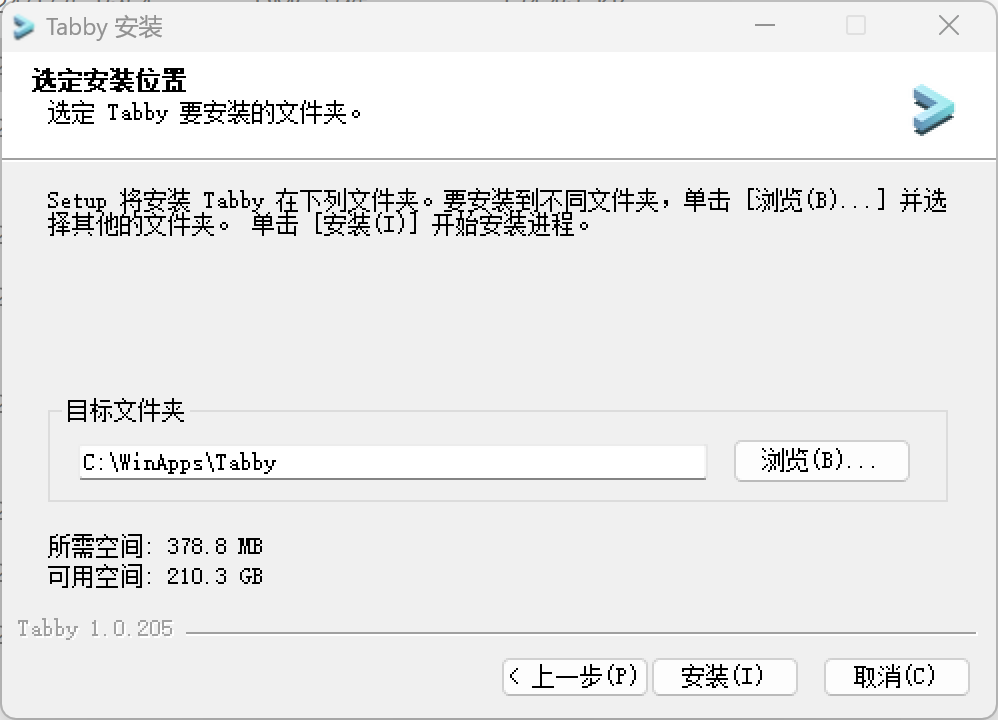 Tabby 安装
选定安装位置
选定 Tabby 要安装的文件夹。
Setup 将安装 Tabby 在下列文件夹。要安装到不同文件夹，单击 [浏览(B)...] 并选
择其他的文件夹。 单击 [安装(I)] 开始安装进程。
目标文件夹
C:\WinApps\Tabby
浏览(B)...
所需空间: 378.8 MB
可用空间: 210.3 GB
Tabby 1.0.205
< 上一步(P)
安装(I)
取消(C)